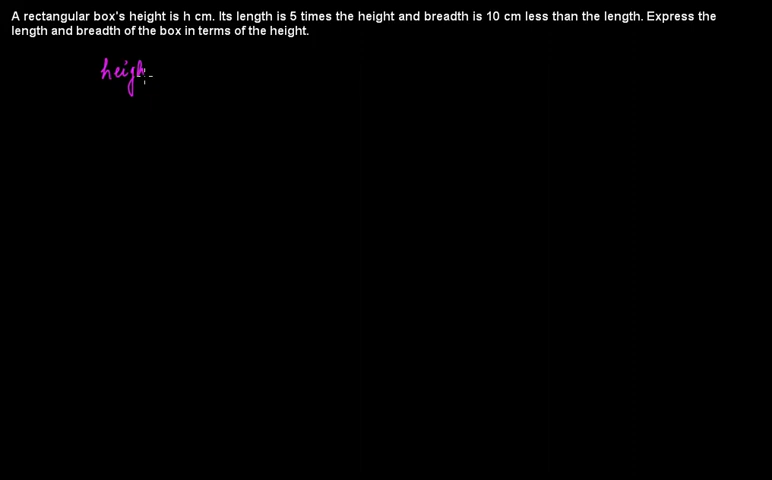 A rectangular box's height is h cm. Its length is 5 times the height and breadth is 10 cm less than the length. Express the
length and breadth of the box in terms of the height.
heigh